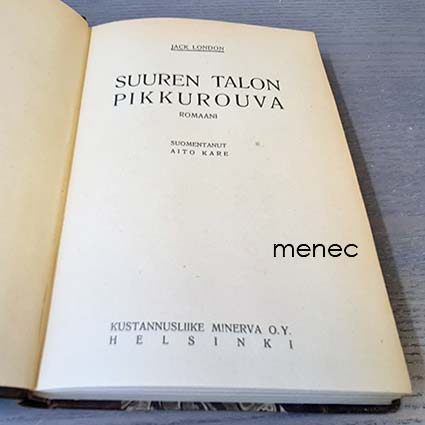 JACK LONDON
SUUREN TALON
PIKKUROUVA
ROMAANI
SUOMENTANUT
AITO KARE
menec
KUSTANNUSLIIKE MINERVA O.Y.
HELSINKI